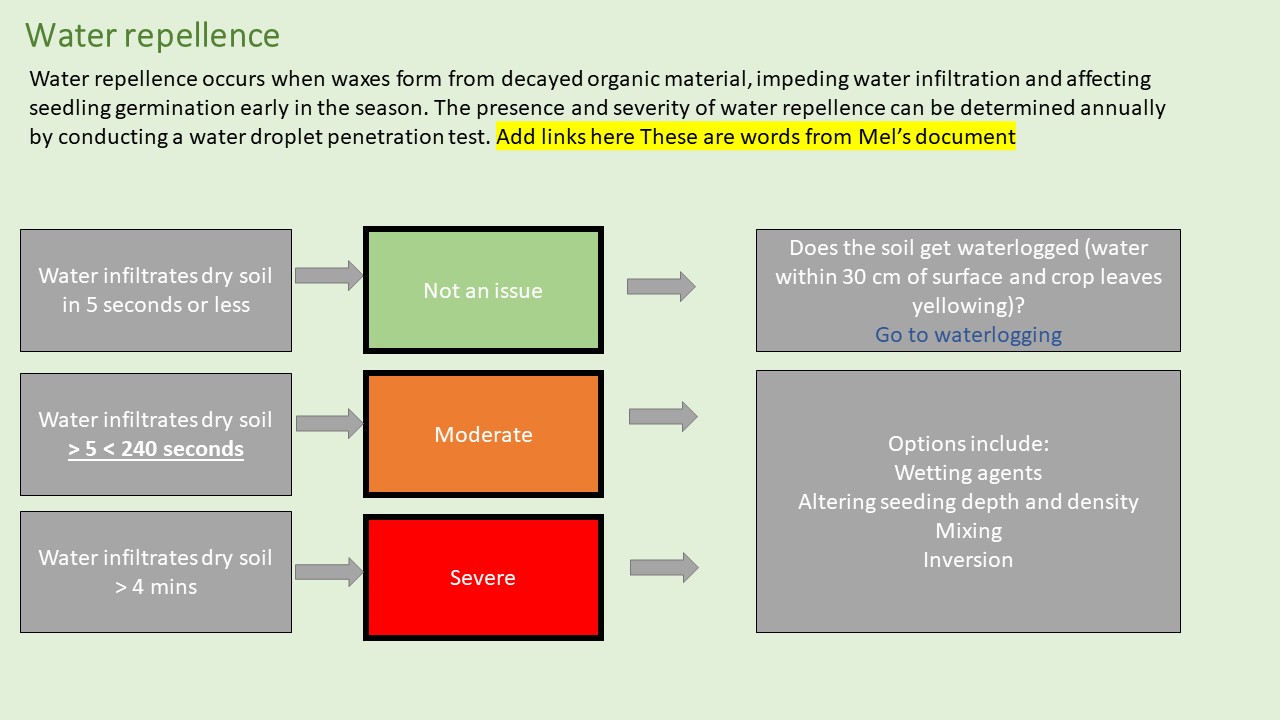 Water repellence
Water repellence occurs when waxes form from decayed organic material, impeding water infiltration and affecting
seedling germination early in the season. The presence and severity of water repellence can be determined annually
by conducting a water droplet penetration test. Add links here These are words from Mel’s document
Water infiltrates dry soil
in 5 seconds or less
Not an issue
Does the soil get waterlogged (water
within 30 cm of surface and crop leaves
yellowing)?
Go to waterlogging
Water infiltrates dry soil
> 5 < 240 seconds
Moderate
Options include:
Wetting agents
Altering seeding depth and density
Mixing
Inversion
Water infiltrates dry soil
> 4 mins
Severe